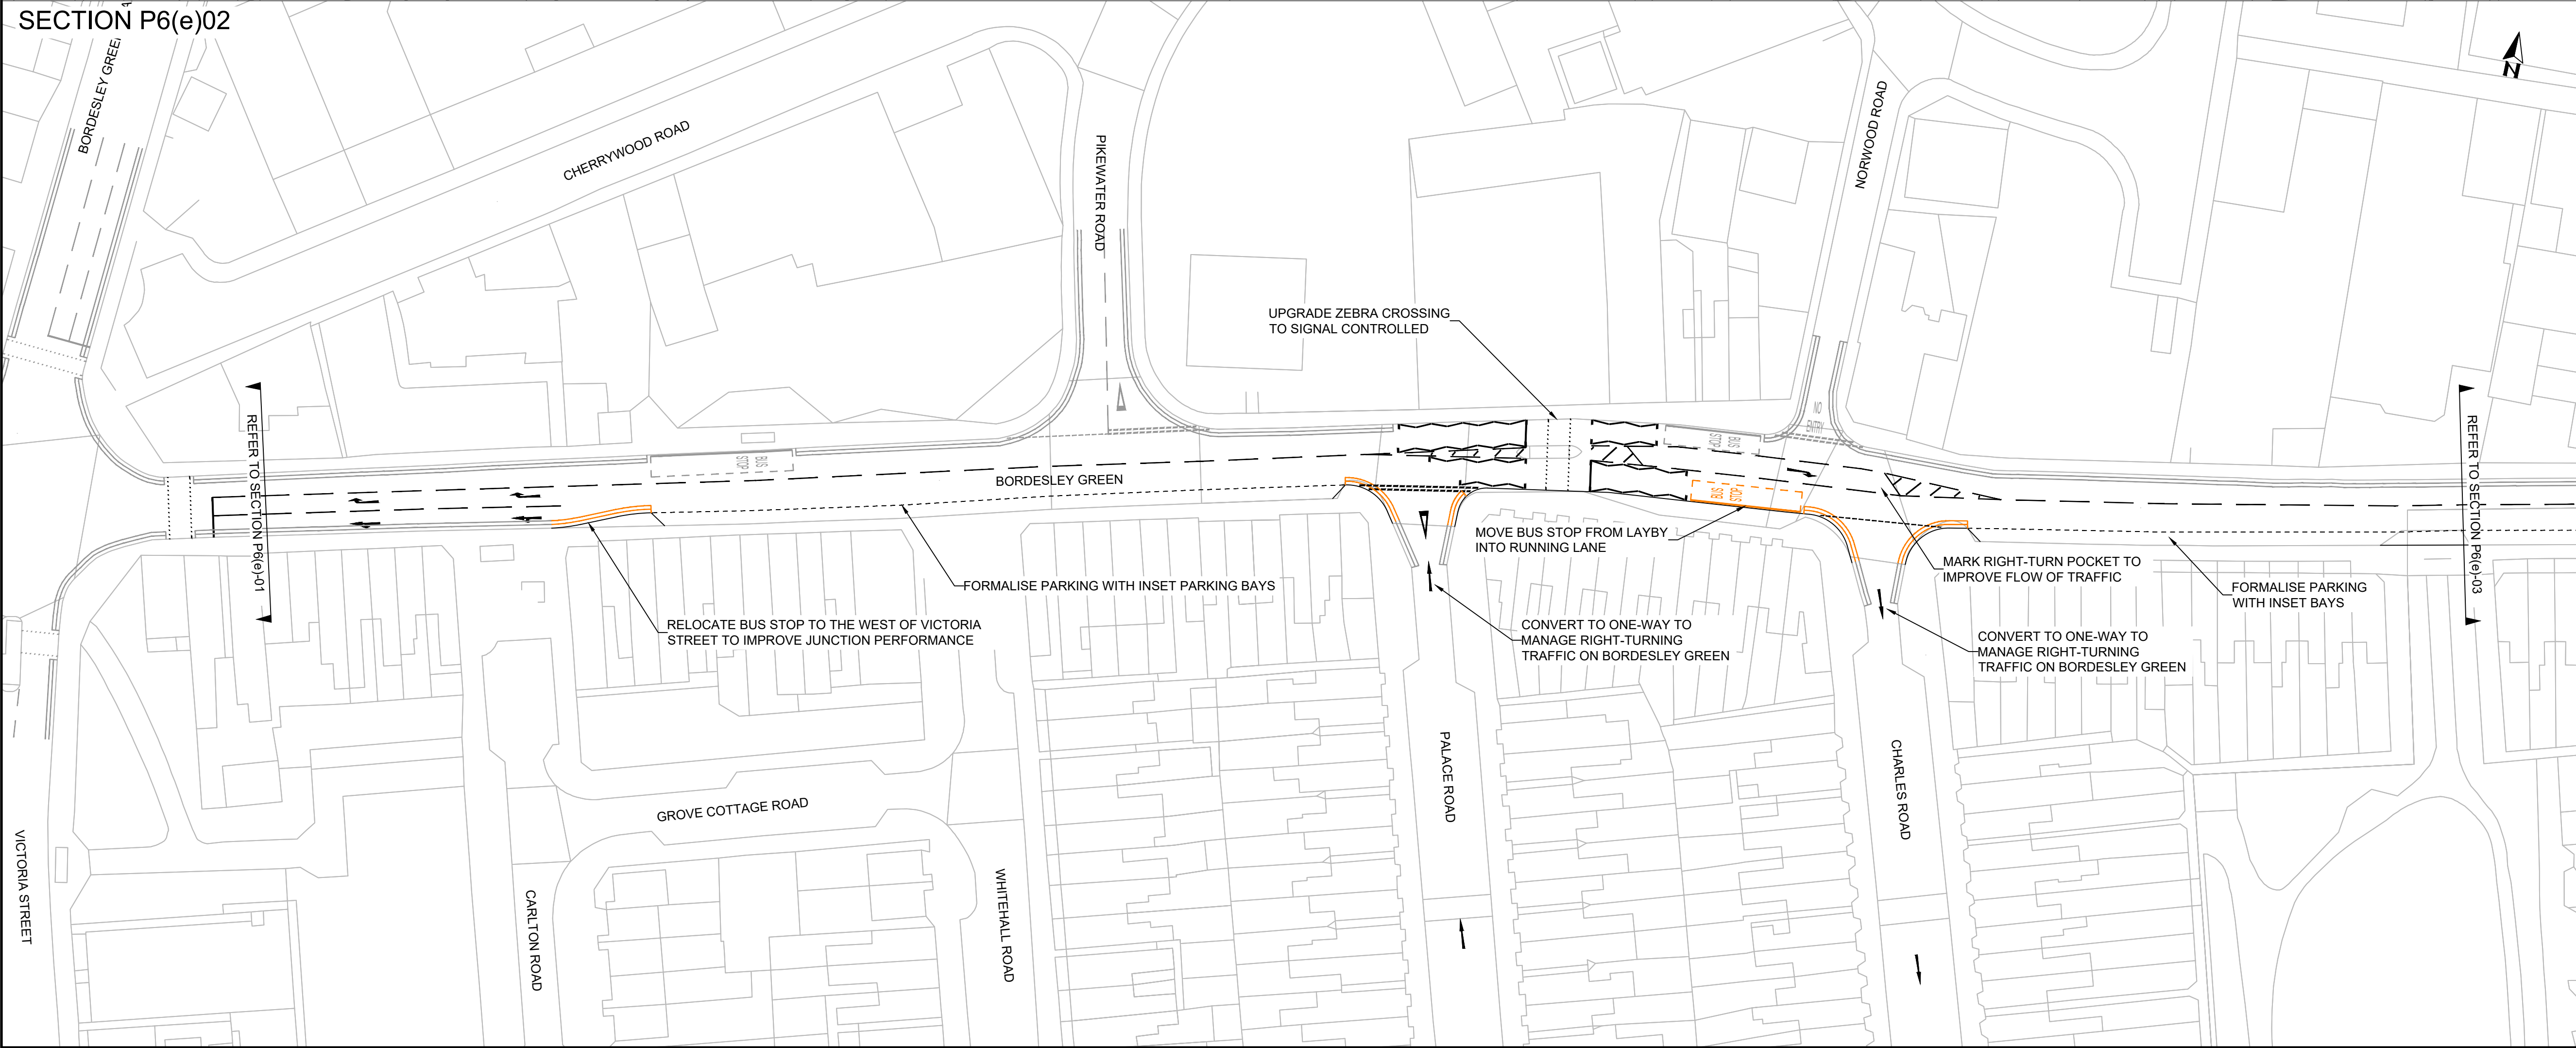 SECTION P6(e)02
BORDESLEY GREEN
CHERRYWOOD ROAD
PIKEWATER ROAD
NORWOOD ROAD
N
UPGRADE ZEBRA CROSSING
TO SIGNAL CONTROLLED
REFER TO SECTION P6(e)-01
BUS
STOP
BORDESLEY GREEN
BUS
STOP
NO
ENTRY
BUS
STOP
REFER TO SECTION P6(e)-03
MOVE BUS STOP FROM LAYBY
INTO RUNNING LANE
MARK RIGHT-TURN POCKET TO
IMPROVE FLOW OF TRAFFIC
FORMALISE PARKING WITH INSET PARKING BAYS
FORMALISE PARKING
WITH INSET BAYS
RELOCATE BUS STOP TO THE WEST OF VICTORIA
STREET TO IMPROVE JUNCTION PERFORMANCE
CONVERT TO ONE-WAY TO
MANAGE RIGHT-TURNING
TRAFFIC ON BORDESLEY GREEN
CONVERT TO ONE-WAY TO
MANAGE RIGHT-TURNING
TRAFFIC ON BORDESLEY GREEN
GROVE COTTAGE ROAD
VICTORIA STREET
CARLTON ROAD
WHITEHALL ROAD
PALACE ROAD
CHARLES ROAD